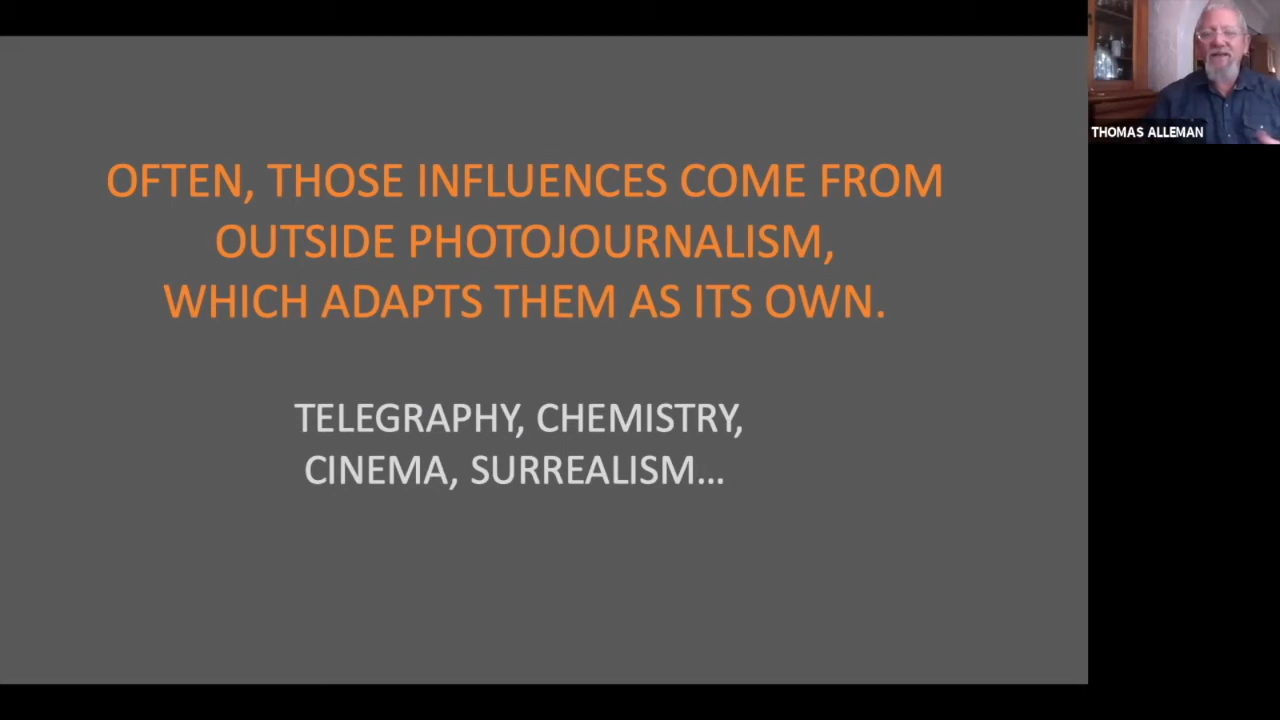 OFTEN, THOSE INFLUENCES COME FROM
OUTSIDE PHOTOJOURNALISM,
WHICH ADAPTS THEM AS ITS OWN.
TELEGRAPHY, CHEMISTRY,
CINEMA, SURREALISM...
THOMAS ALLEMAN